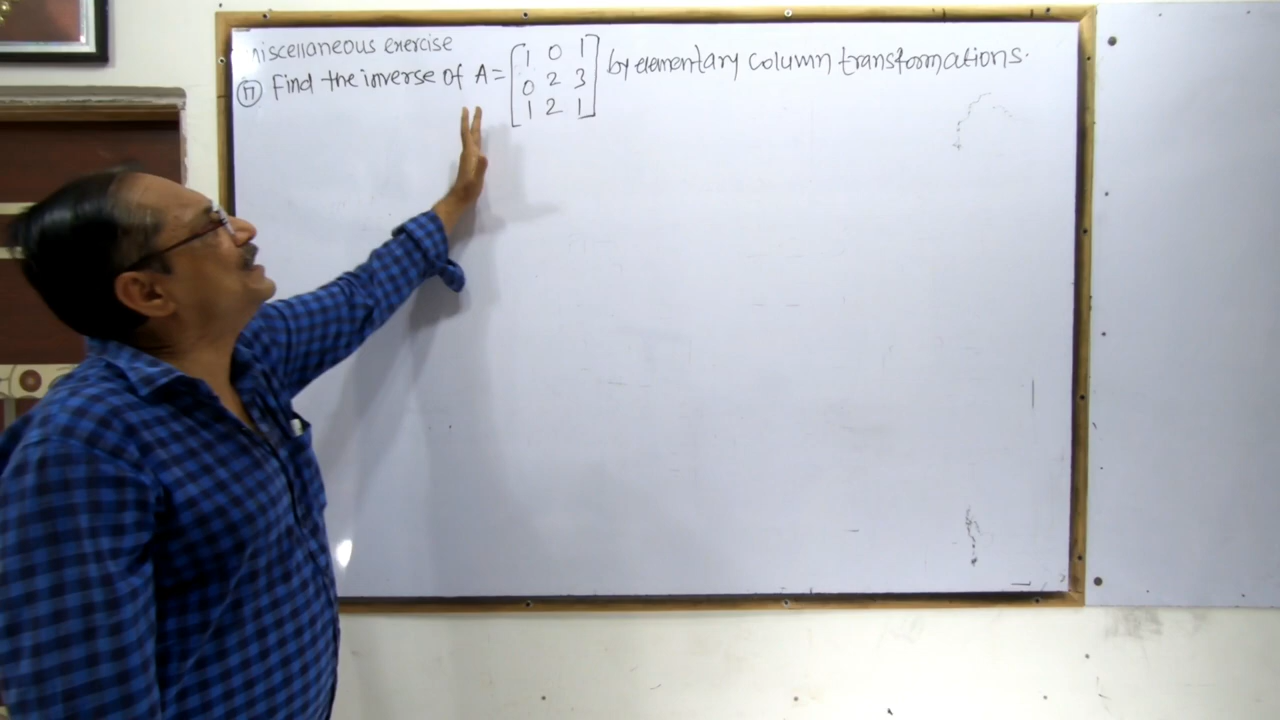 miscellaneous exercise
17 Find the inverse of A = [1 0 1
0 2 3
1 2 1] by elementary column transformations.